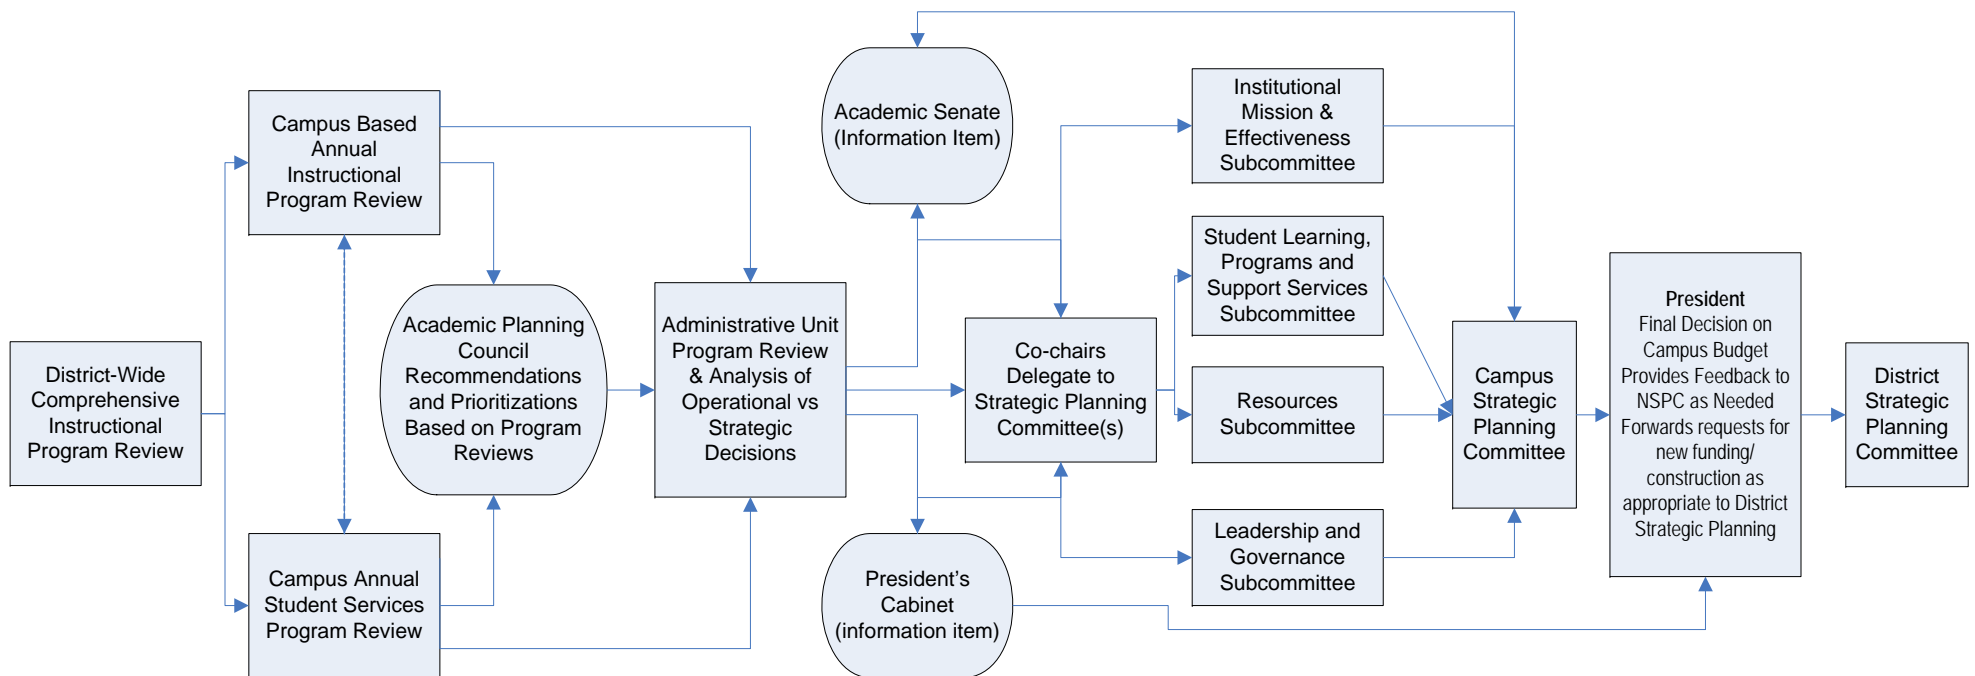 District-Wide
Comprehensive
Instructional
Program Review
Campus Based
Annual
Instructional
Program Review
Campus Annual
Student Services
Program Review
Academic Planning
Council
Recommendations
and Prioritizations
Based on Program
Reviews
Administrative Unit
Program Review
& Analysis of
Operational vs
Strategic
Decisions
Academic Senate
(Information Item)
President’s
Cabinet
(information item)
Co-chairs
Delegate to
Strategic Planning
Committee(s)
Institutional
Mission &
Effectiveness
Subcommittee
Student Learning,
Programs and
Support Services
Subcommittee
Resources
Subcommittee
Leadership and
Governance
Subcommittee
Campus
Strategic
Planning
Committee
President
Final Decision on
Campus Budget
Provides Feedback to
NSPC as Needed
Forwards requests for
new funding/
construction as
appropriate to District
Strategic Planning
District
Strategic
Planning
Committee